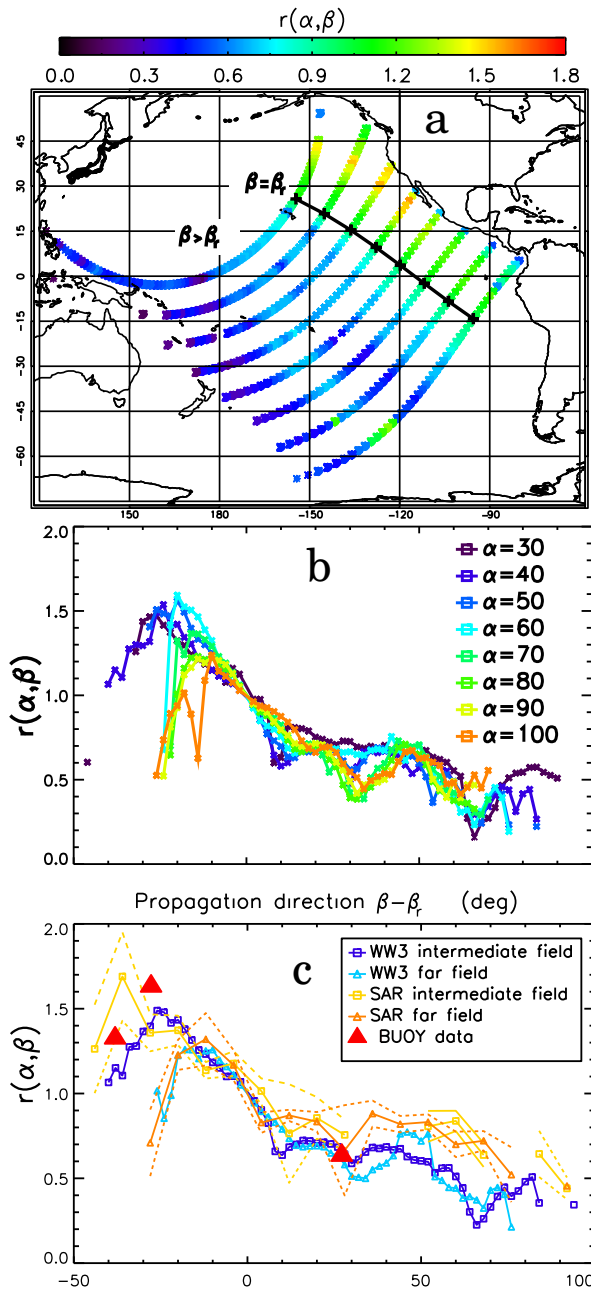 r(α,β)
0.0 0.3 0.6 0.9 1.2 1.5 1.8
a
β=βr
β>βr
45
30
15
0
−15
−30
−45
−60
150 −150 −120 −90
2.0
1.5
1.0
0.5
0.0
r(α,β)
b
α=30
α=40
α=50
α=60
α=70
α=80
α=90
α=100
Propagation direction β−βr (deg)
2.0
1.5
1.0
0.5
0.0
r(α,β)
c
WW3 intermediate field
WW3 far field
SAR intermediate field
SAR far field
BUOY data
−50 0 50 100